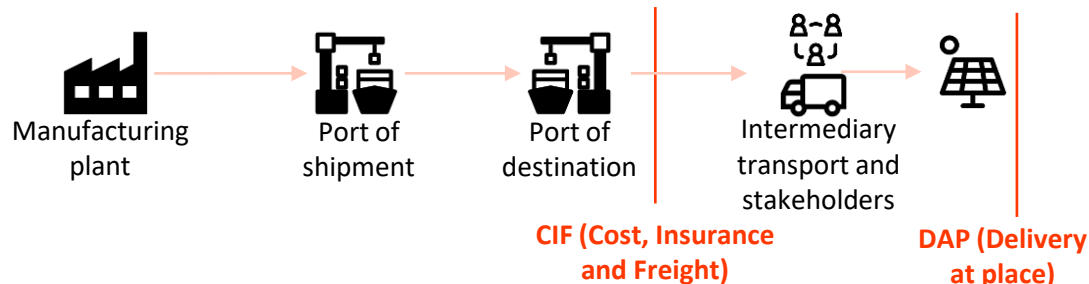 Manufacturing
plant
Port of
shipment
Port of
destination
Intermediary
transport and
stakeholders
CIF (Cost, Insurance
and Freight)
DAP (Delivery
at place)